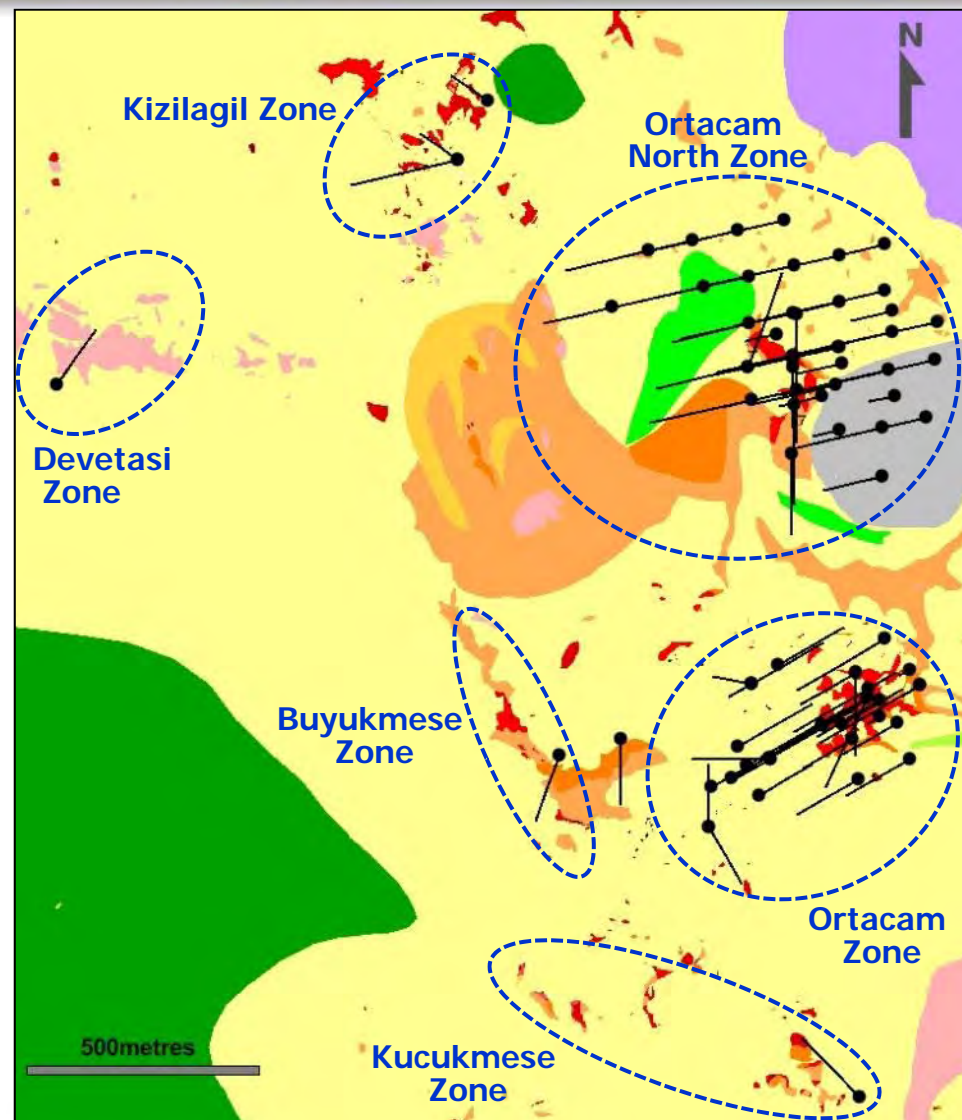 N
Kizilagil Zone
Ortacam
North Zone
Devetasi
Zone
Buyukmese
Zone
Ortacam
Zone
500metres
Kucukmese
Zone